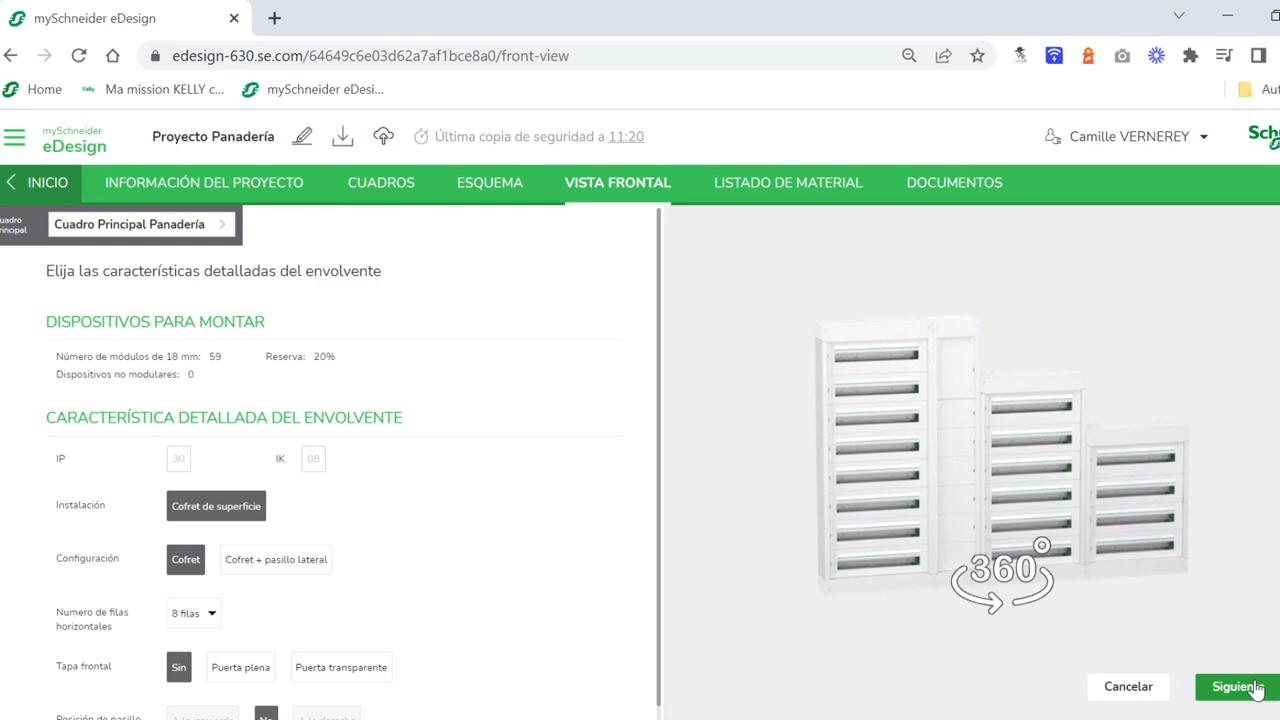 mySchneider eDesign
edesign-630.se.com/64649c6e03d62a7af1bce8a0/front-view
Home
Ma mission KELLY c...
mySchneider eDesi...
mySchneider
eDesign
Proyecto Panadería
Última copia de seguridad a 11:20
Camille VERNEREY
INICIO
INFORMACIÓN DEL PROYECTO
CUADROS
ESQUEMA
VISTA FRONTAL
LISTADO DE MATERIAL
DOCUMENTOS
Cuadro Principal Panadería
Elija las características detalladas del envolvente
DISPOSITIVOS PARA MONTAR
Número de módulos de 18 mm: 59
Reserva: 20%
Dispositivos no modulares: 0
CARACTERÍSTICA DETALLADA DEL ENVOLVENTE
IP 30 IK 08
Instalación Cofret de superficie
Configuración Cofret Cofret + pasillo lateral
Numero de filas
horizontales
8 filas
Tapa frontal Sin Puerta plena Puerta transparente
Posición de pasillo
360°
Cancelar